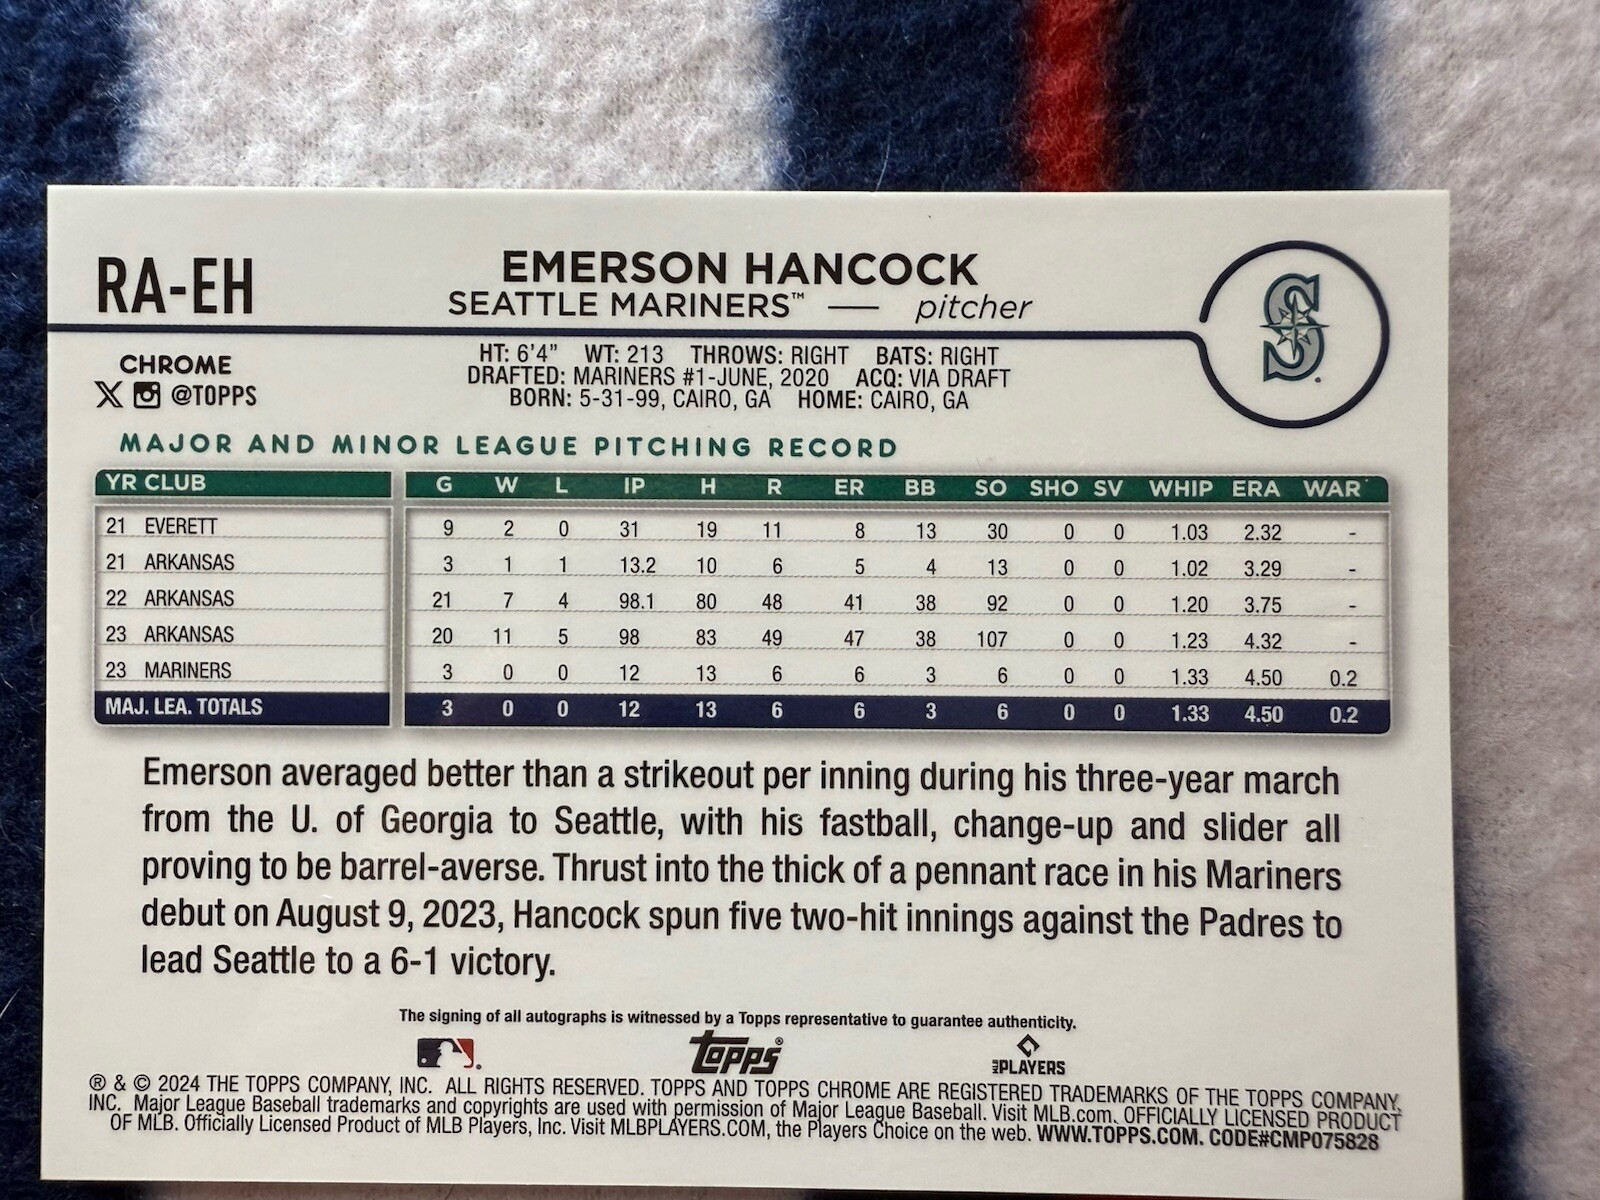 RA-EH
EMERSON HANCOCK
SEATTLE MARINERS™ — pitcher
CHROME
@TOPPS
HT: 6'4" WT: 213 THROWS: RIGHT BATS: RIGHT
DRAFTED: MARINERS #1-JUNE, 2020 ACQ: VIA DRAFT
BORN: 5-31-99, CAIRO, GA HOME: CAIRO, GA
S
MAJOR AND MINOR LEAGUE PITCHING RECORD
YR CLUB G W L IP H R ER BB SO SHO SV WHIP ERA WAR
21 EVERETT 9 2 0 31 19 11 8 13 30 0 0 1.03 2.32 -
21 ARKANSAS 3 1 1 13.2 10 6 5 4 13 0 0 1.02 3.29 -
22 ARKANSAS 21 7 4 98.1 80 48 41 38 92 0 0 1.20 3.75 -
23 ARKANSAS 20 11 5 98 83 49 47 38 107 0 0 1.23 4.32 -
23 MARINERS 3 0 0 12 13 6 6 3 6 0 0 1.33 4.50 0.2
MAJ. LEA. TOTALS 3 0 0 12 13 6 6 3 6 0 0 1.33 4.50 0.2
Emerson averaged better than a strikeout per inning during his three-year march
from the U. of Georgia to Seattle, with his fastball, change-up and slider all
proving to be barrel-averse. Thrust into the thick of a pennant race in his Mariners
debut on August 9, 2023, Hancock spun five two-hit innings against the Padres to
lead Seattle to a 6-1 victory.
The signing of all autographs is witnessed by a Topps representative to guarantee authenticity.
Topps®
MLB PLAYERS
® & © 2024 THE TOPPS COMPANY, INC. ALL RIGHTS RESERVED. TOPPS AND TOPPS CHROME ARE REGISTERED TRADEMARKS OF THE TOPPS COMPANY,
INC. Major League Baseball trademarks and copyrights are used with permission of Major League Baseball. Visit MLB.com. OFFICIALLY LICENSED PRODUCT
OF MLB. Officially Licensed Product of MLB Players, Inc. Visit MLBPLAYERS.COM, the Players Choice on the web. WWW.TOPPS.COM. CODE#CMP075828